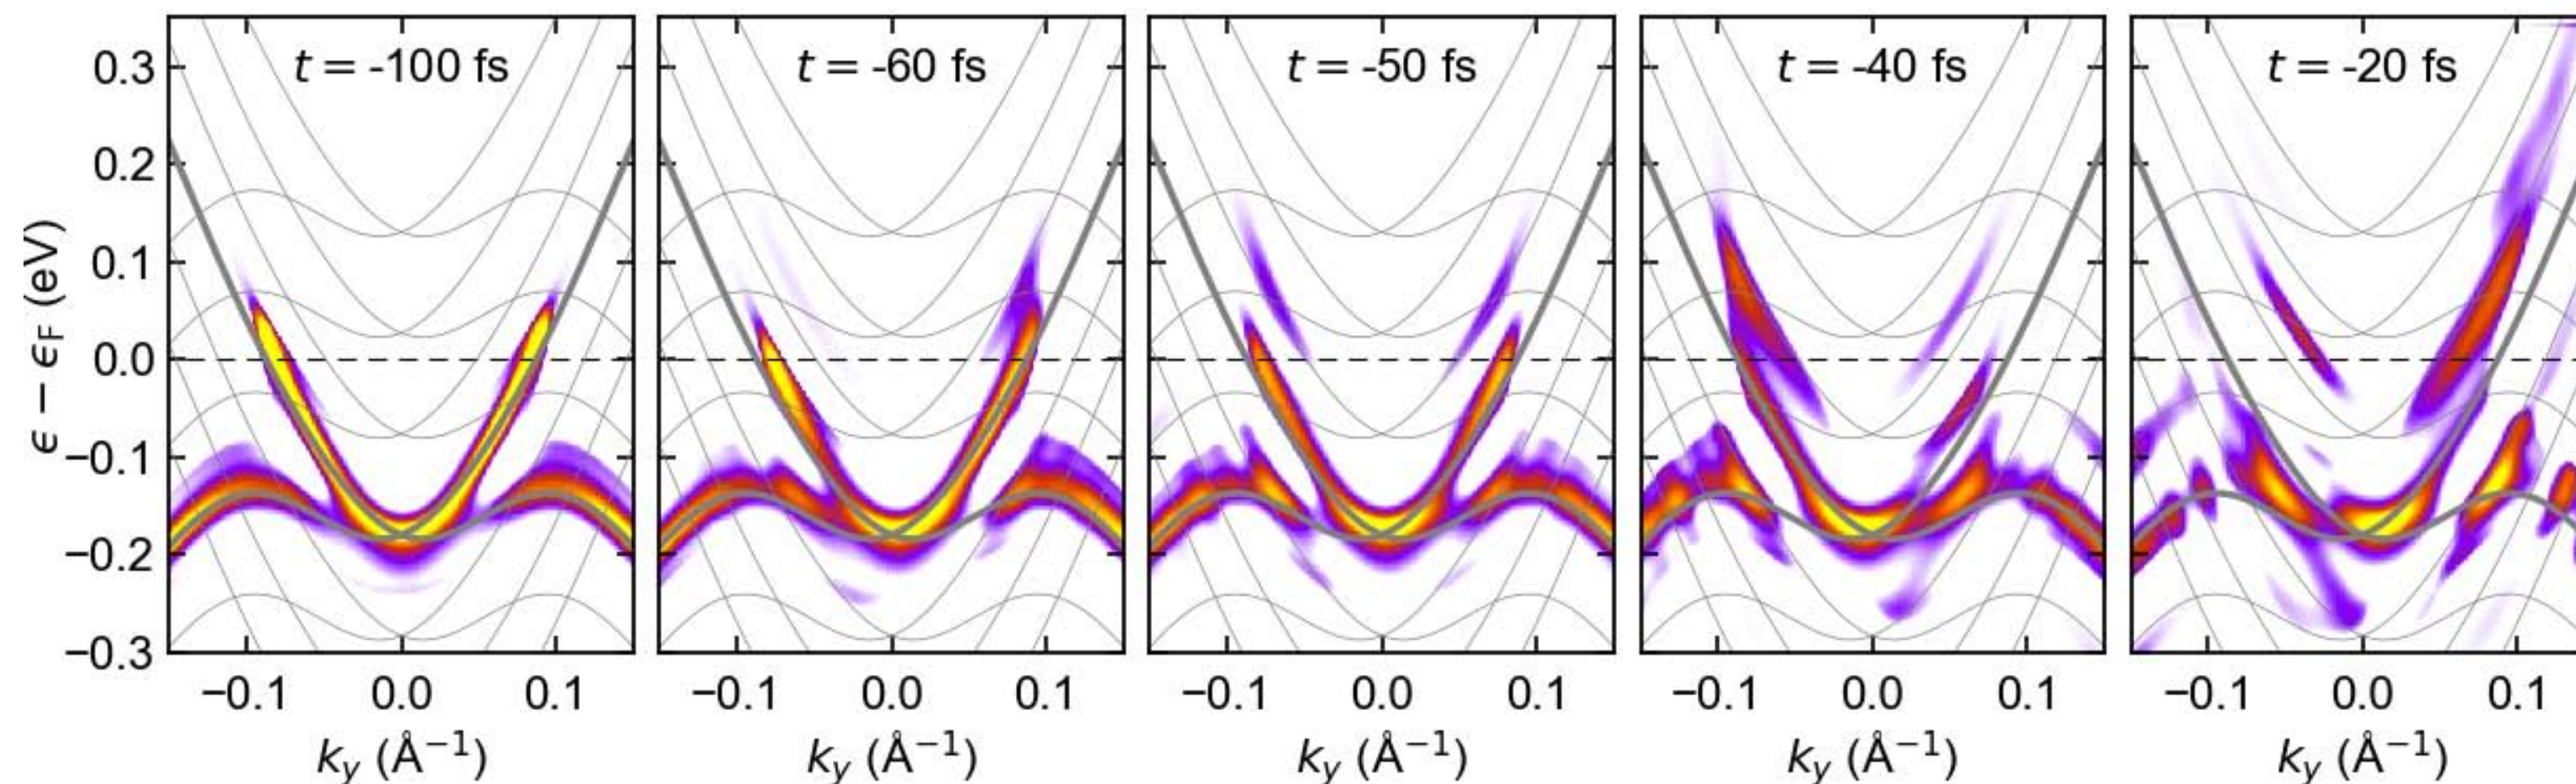 t = -100 fs
t = -60 fs
t = -50 fs
t = -40 fs
t = -20 fs
0.3
0.2
0.1
0.0
−0.1
−0.2
−0.3
ϵ − ϵF (eV)
−0.1 0.0 0.1
−0.1 0.0 0.1
−0.1 0.0 0.1
−0.1 0.0 0.1
−0.1 0.0 0.1
ky (Å⁻¹)
ky (Å⁻¹)
ky (Å⁻¹)
ky (Å⁻¹)
ky (Å⁻¹)